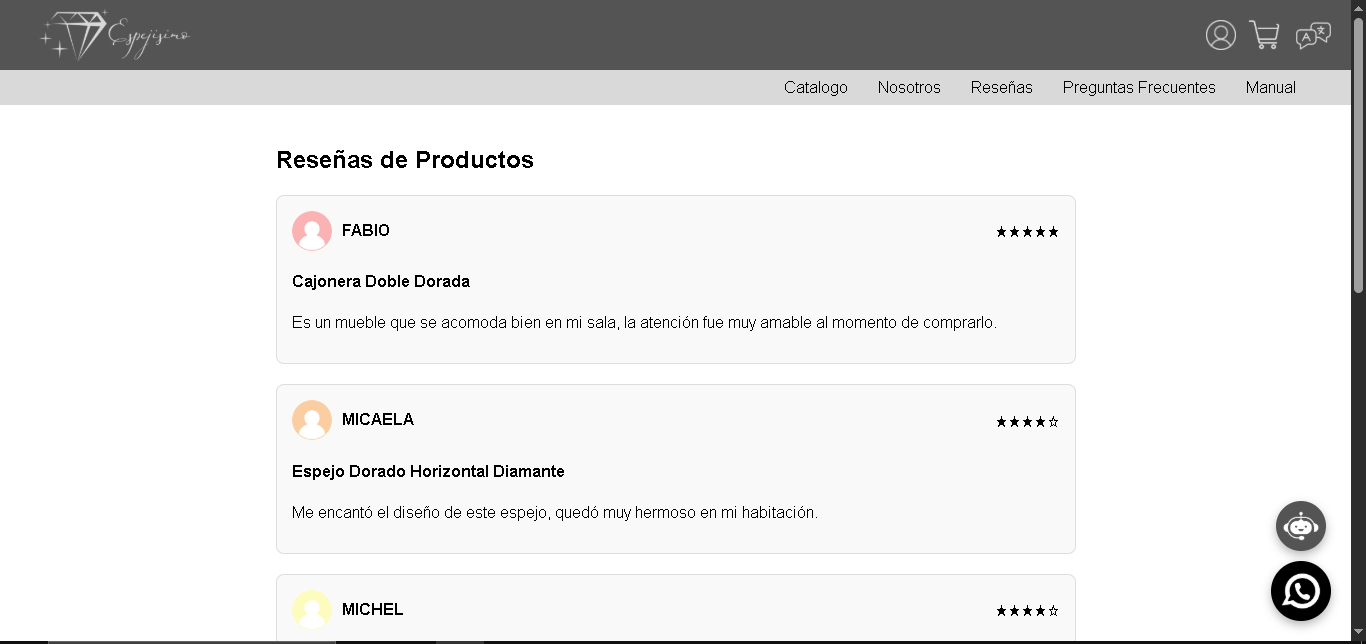 Espejisimo
Catalogo Nosotros Reseñas Preguntas Frecuentes Manual
Reseñas de Productos
FABIO ★★★★★
Cajonera Doble Dorada
Es un mueble que se acomoda bien en mi sala, la atención fue muy amable al momento de comprarlo.
MICAELA ★★★★☆
Espejo Dorado Horizontal Diamante
Me encantó el diseño de este espejo, quedó muy hermoso en mi habitación.
MICHEL ★★★★☆